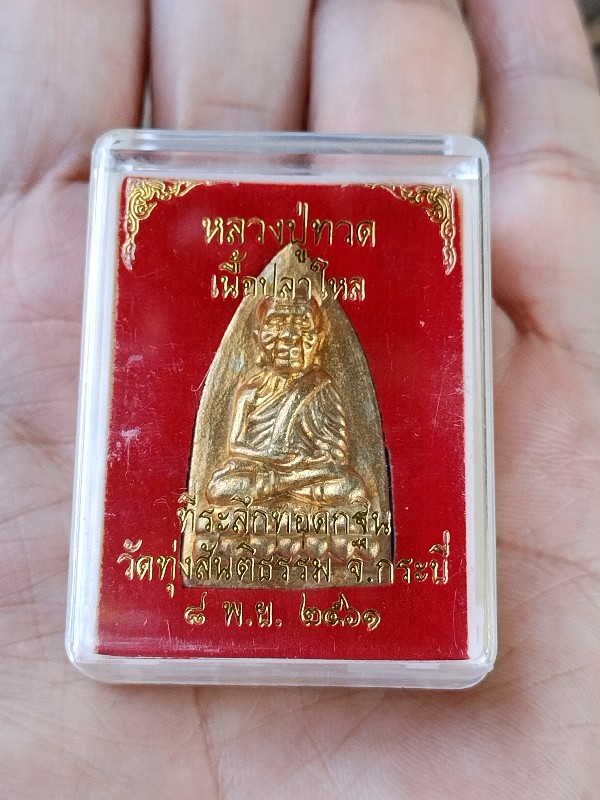 หลวงปู่ทวด
เนื้อปลาไหล
ที่ระลึกทอดกฐิน
วัดทุ่งสันติธรรม จ.กระบี่
๘ พ.ย. ๒๕๖๑